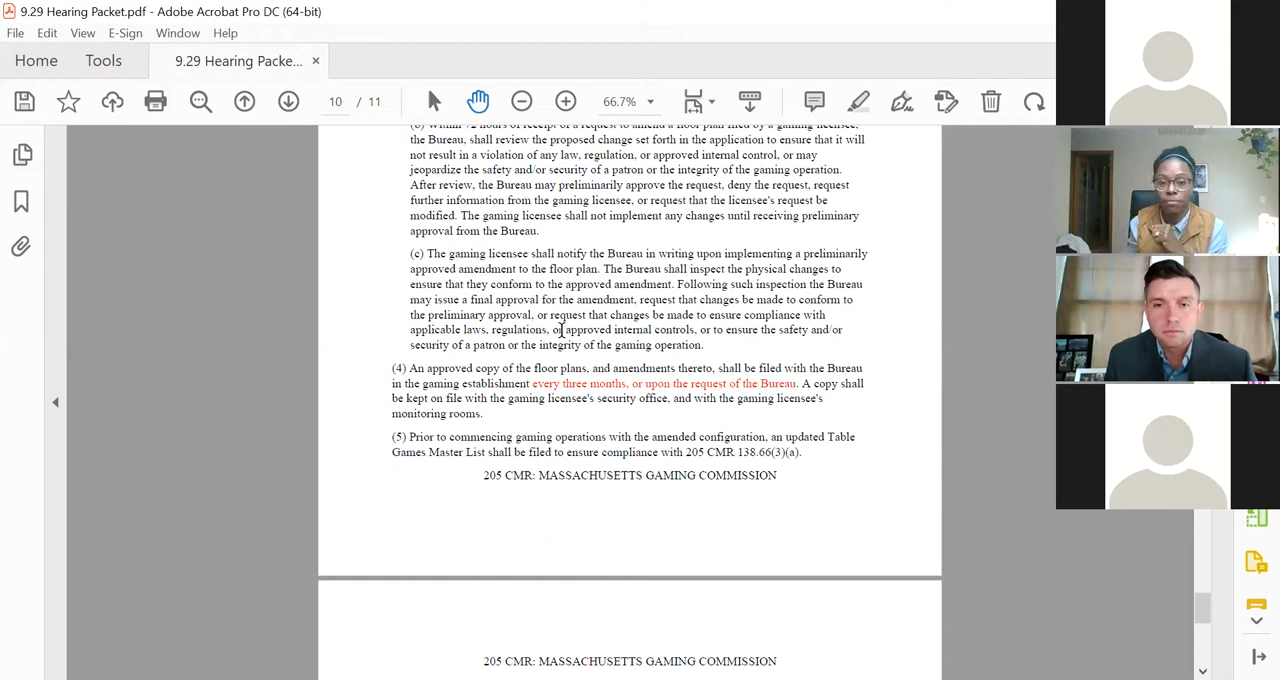 9.29 Hearing Packet.pdf - Adobe Acrobat Pro DC (64-bit)
File Edit View E-Sign Window Help
Home Tools 9.29 Hearing Packe... ×
10 / 11 66.7%
(b) Within 72 hours of receipt of a request to amend a floor plan filed by a gaming licensee,
the Bureau, shall review the proposed change set forth in the application to ensure that it will
not result in a violation of any law, regulation, or approved internal control, or may
jeopardize the safety and/or security of a patron or the integrity of the gaming operation.
After review, the Bureau may preliminarily approve the request, deny the request, request
further information from the gaming licensee, or request that the licensee's request be
modified. The gaming licensee shall not implement any changes until receiving preliminary
approval from the Bureau.
(c) The gaming licensee shall notify the Bureau in writing upon implementing a preliminarily
approved amendment to the floor plan. The Bureau shall inspect the physical changes to
ensure that they conform to the approved amendment. Following such inspection the Bureau
may issue a final approval for the amendment, request that changes be made to conform to
the preliminary approval, or request that changes be made to ensure compliance with
applicable laws, regulations, or approved internal controls, or to ensure the safety and/or
security of a patron or the integrity of the gaming operation.
(4) An approved copy of the floor plans, and amendments thereto, shall be filed with the Bureau
in the gaming establishment every three months, or upon the request of the Bureau. A copy shall
be kept on file with the gaming licensee's security office, and with the gaming licensee's
monitoring rooms.
(5) Prior to commencing gaming operations with the amended configuration, an updated Table
Games Master List shall be filed to ensure compliance with 205 CMR 138.66(3)(a).
205 CMR: MASSACHUSETTS GAMING COMMISSION
205 CMR: MASSACHUSETTS GAMING COMMISSION